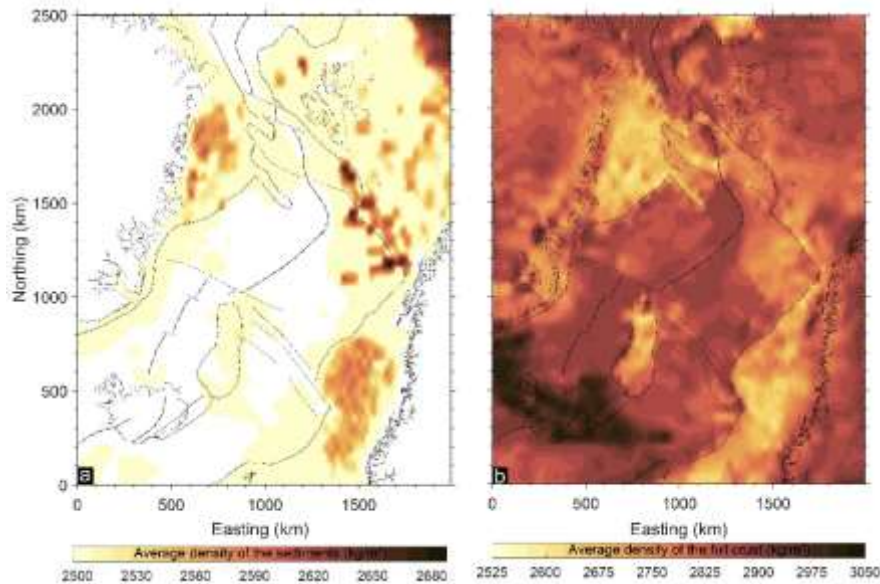 2500
2000
1500
1000
500
0
Northing (km)
a
b
0 500 1000 1500
0 500 1000 1500
Easting (km)
Easting (km)
Average density of the sediments (kg/m³)
Average density of the full crust (kg/m³)
2500 2530 2560 2590 2620 2650 2680
2525 2600 2675 2750 2825 2900 2975 3050